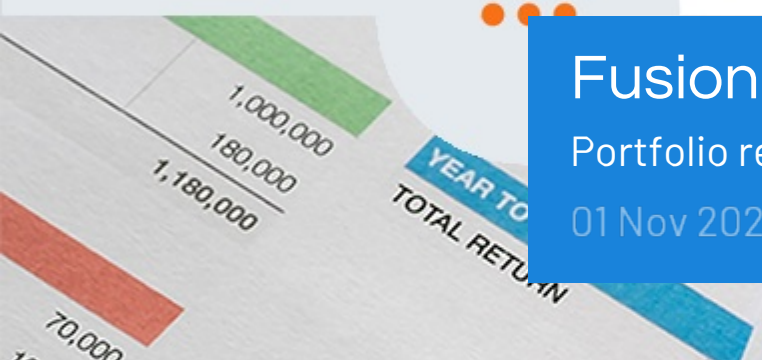 1,000,000
180,000
1,180,000
YEAR TO
TOTAL RETURN
70,000
Fusion
Portfolio re
01 Nov 202